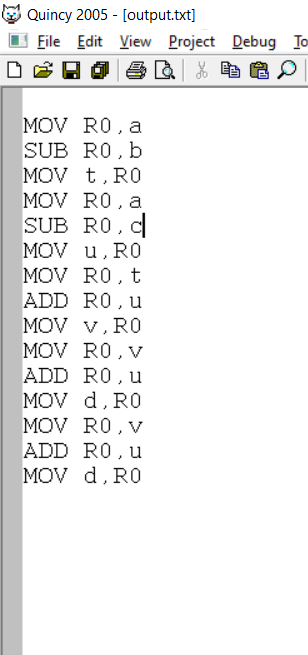 Quincy 2005 - [output.txt]
File Edit View Project Debug
MOV R0,a
SUB R0,b
MOV t,R0
MOV R0,a
SUB R0,c
MOV u,R0
MOV R0,t
ADD R0,u
MOV v,R0
MOV R0,v
ADD R0,u
MOV d,R0
MOV R0,v
ADD R0,u
MOV d,R0